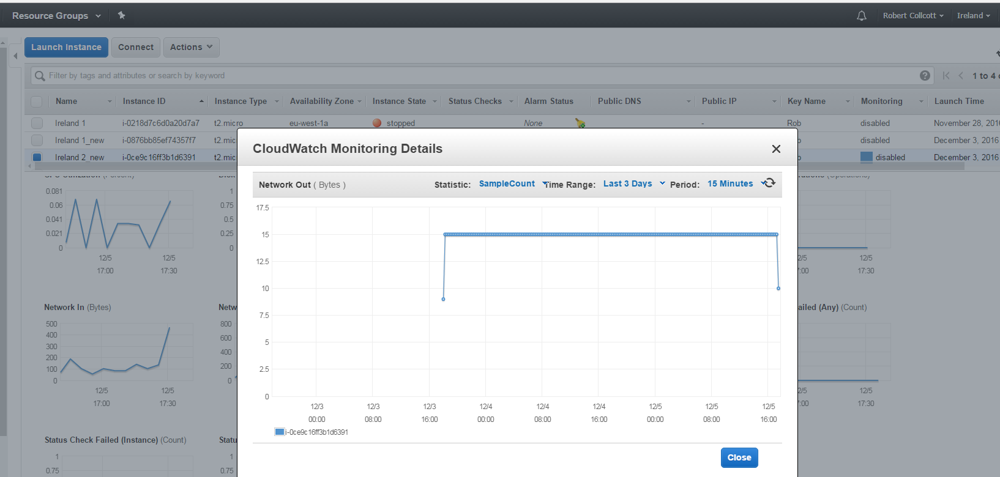 Resource Groups
Robert Collcott
Ireland
Launch Instance
Connect
Actions
Filter by tags and attributes or search by keyword
1 to 4
Name Instance ID Instance Type Availability Zone Instance State Status Checks Alarm Status Public DNS Public IP Key Name Monitoring Launch Time
Ireland 1 i-0218d7c6d0a20d7a7 t2.micro eu-west-1a stopped None - Rob disabled November 28, 2016
Ireland 1_new i-0876bb85ef74357f7 t2.mic disabled December 3, 2016
Ireland 2_new i-0ce9c16ff3b1d6391 t2.mic disabled December 3, 2016
CloudWatch Monitoring Details
Network Out ( Bytes )
Statistic: SampleCount Time Range: Last 3 Days Period: 15 Minutes
17.5
15
12.5
10
7.5
5
2.5
0
12/3 12/3 12/3 12/4 12/4 12/4 12/5 12/5 12/5
00:00 08:00 16:00 00:00 08:00 16:00 00:00 08:00 16:00
i-0ce9c16ff3b1d6391
Close
0.081
0.06
0.041
0.021
0
12/5 12/5
17:00 17:30
1
0.75
0.5
0.25
0
(Operations)
12/5 12/5
:00 17:30
Network In (Bytes)
500
400
300
200
100
0
12/5 12/5
17:00 17:30
Netw
800
600
400
200
0
ailed (Any) (Count)
12/5 12/5
:00 17:30
Status Check Failed (Instance) (Count)
1
0.75
Statu
1
0.75